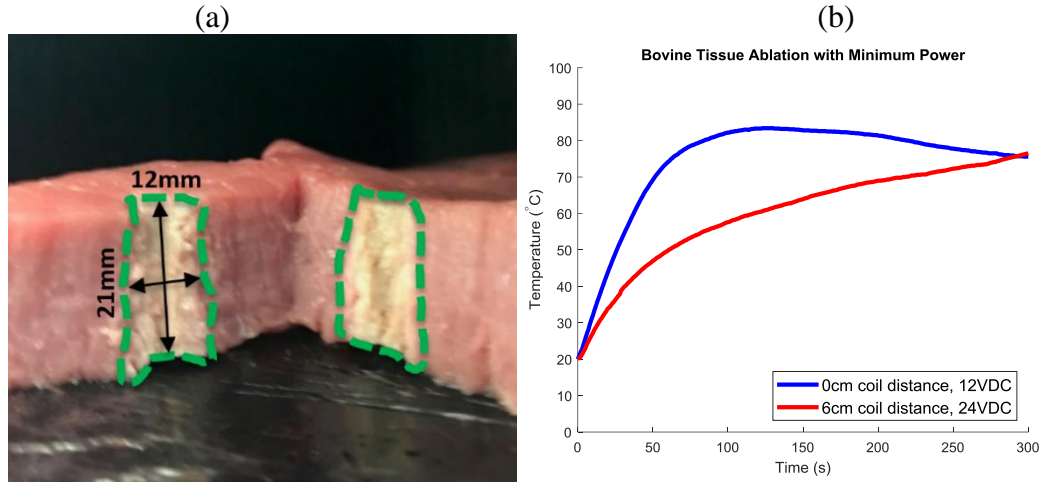 (a)
12mm
21mm
(b)
Bovine Tissue Ablation with Minimum Power
100
90
80
70
60
50
40
30
20
10
0
Temperature (°C)
0cm coil distance, 12VDC
6cm coil distance, 24VDC
0 50 100 150 200 250 300
Time (s)